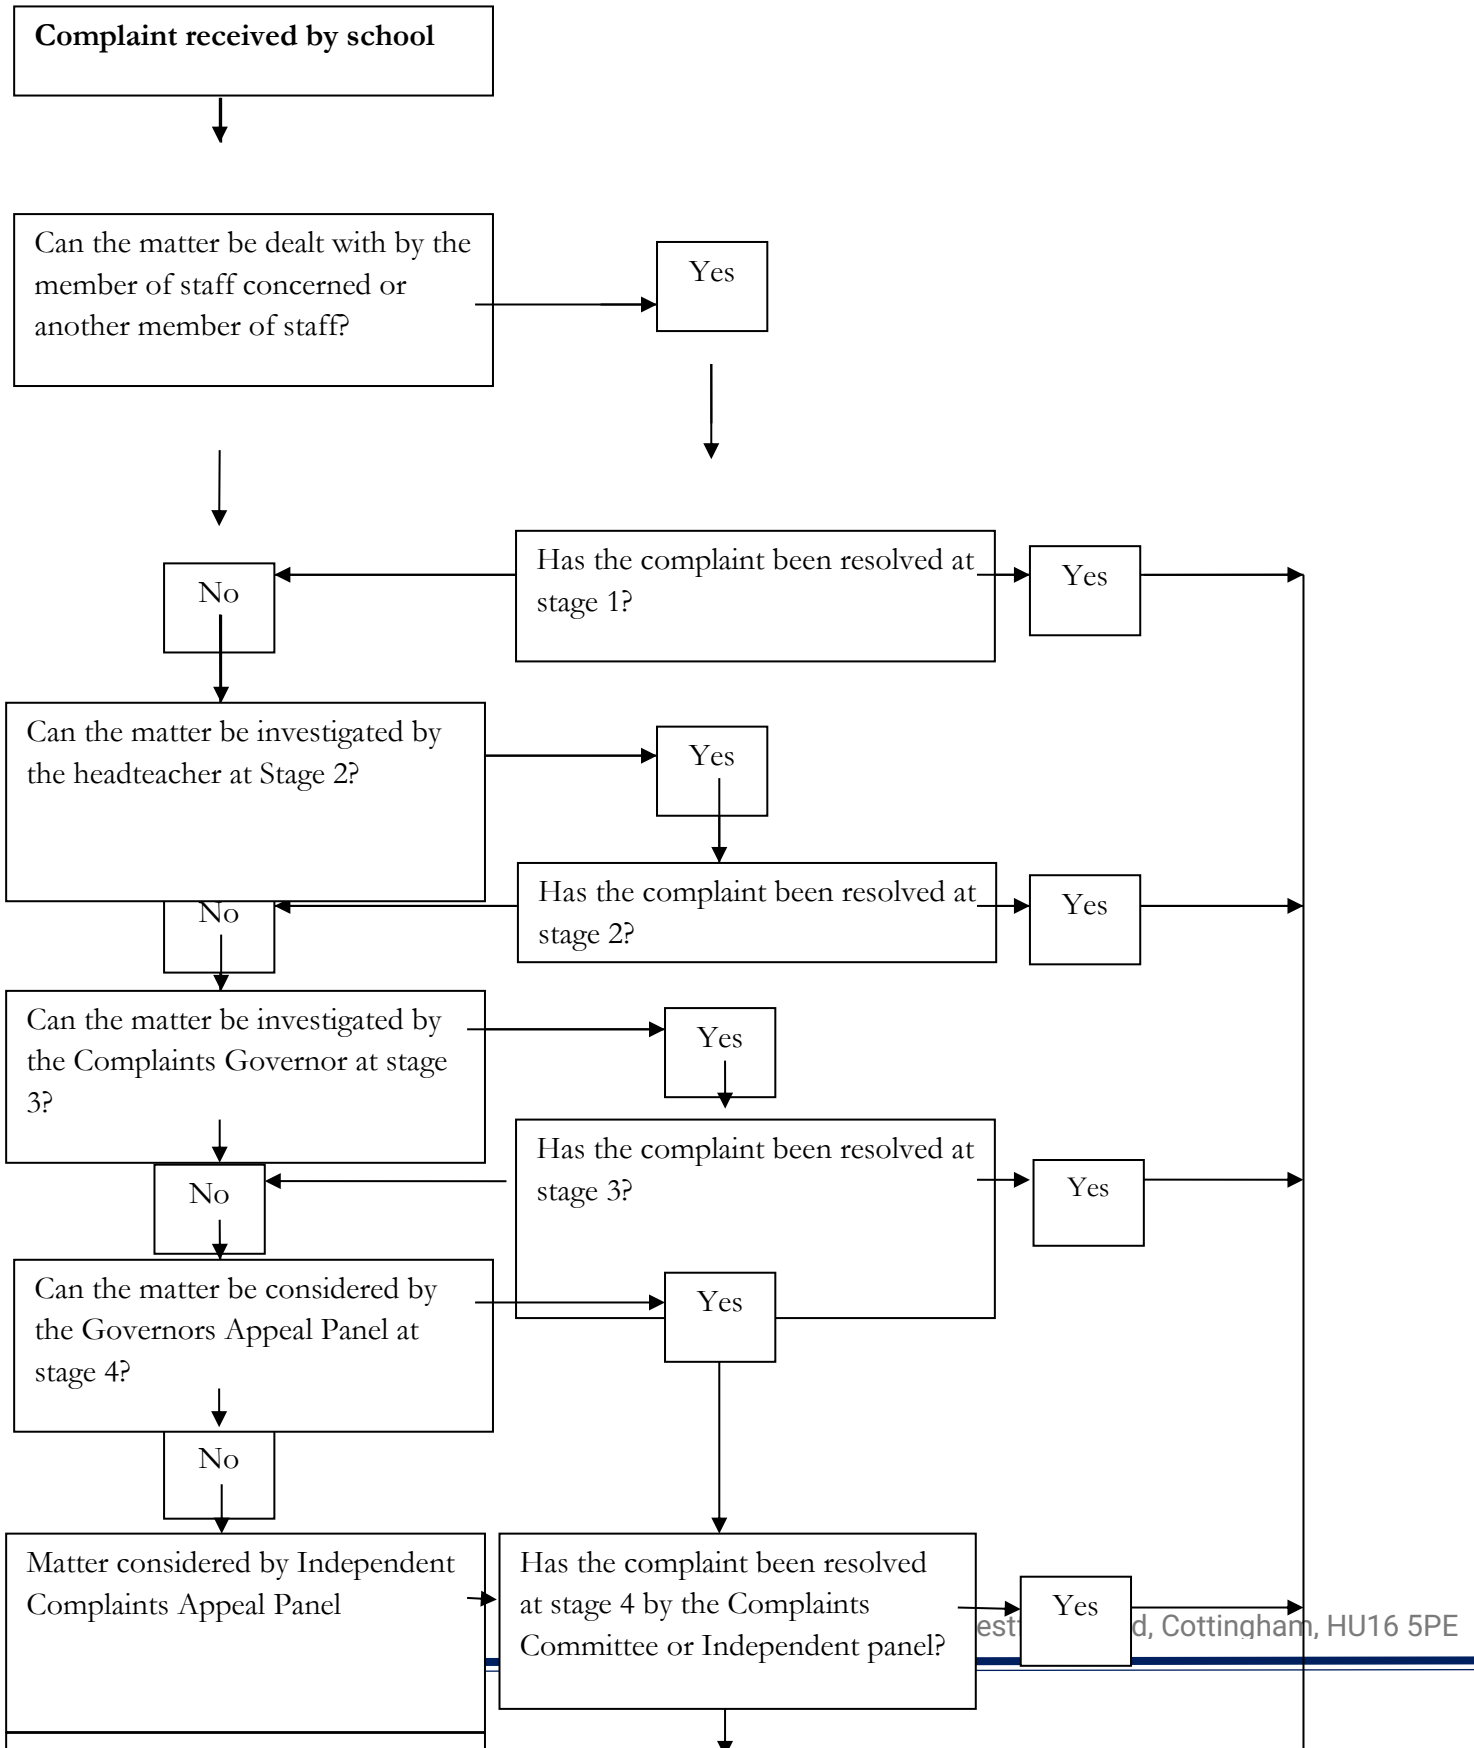 Complaint received by school
Can the matter be dealt with by the
member of staff concerned or
another member of staff?
Yes
Has the complaint been resolved at
stage 1?
Yes
No
Can the matter be investigated by
the headteacher at Stage 2?
Yes
Has the complaint been resolved at
stage 2?
Yes
No
Can the matter be investigated by
the Complaints Governor at stage
3?
Yes
Has the complaint been resolved at
stage 3?
Yes
No
Can the matter be considered by
the Governors Appeal Panel at
stage 4?
Yes
No
Matter considered by Independent
Complaints Appeal Panel
Has the complaint been resolved
at stage 4 by the Complaints
Committee or Independent panel?
Yes
Cottingham, HU16 5PE